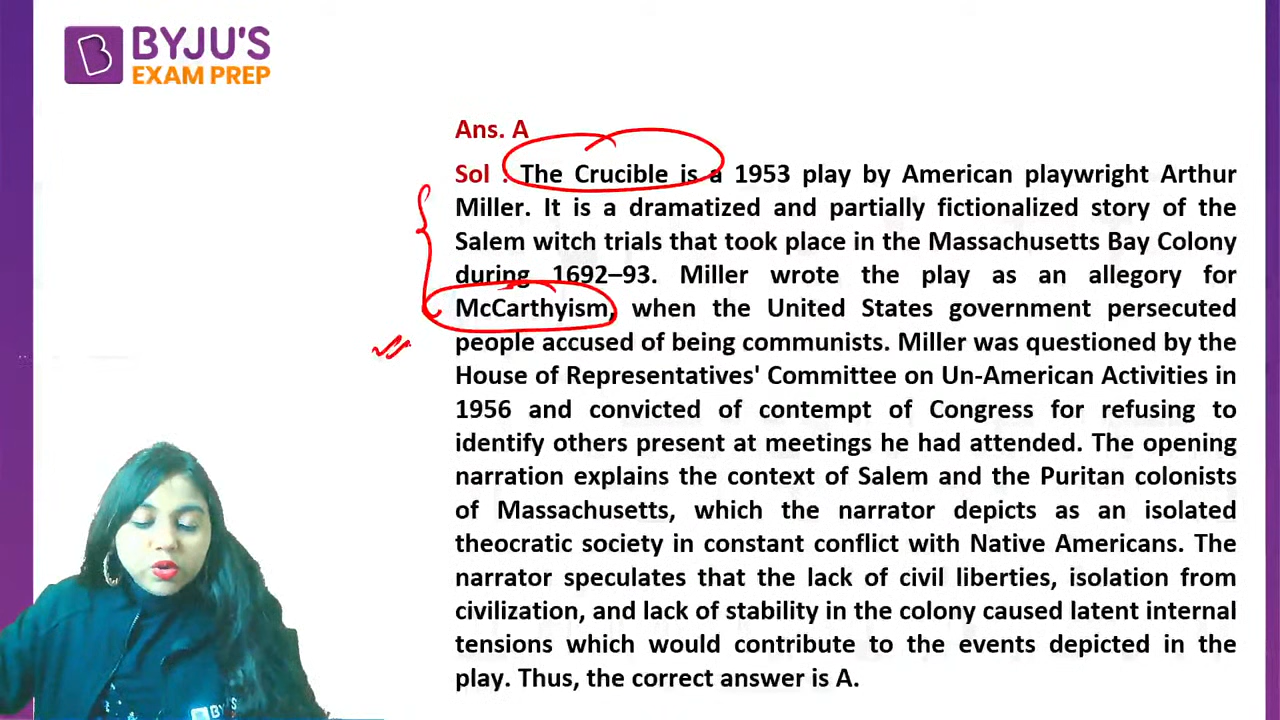 BYJU'S
EXAM PREP
Ans. A
Sol : The Crucible is a 1953 play by American playwright Arthur
Miller. It is a dramatized and partially fictionalized story of the
Salem witch trials that took place in the Massachusetts Bay Colony
during 1692–93. Miller wrote the play as an allegory for
McCarthyism, when the United States government persecuted
people accused of being communists. Miller was questioned by the
House of Representatives' Committee on Un-American Activities in
1956 and convicted of contempt of Congress for refusing to
identify others present at meetings he had attended. The opening
narration explains the context of Salem and the Puritan colonists
of Massachusetts, which the narrator depicts as an isolated
theocratic society in constant conflict with Native Americans. The
narrator speculates that the lack of civil liberties, isolation from
civilization, and lack of stability in the colony caused latent internal
tensions which would contribute to the events depicted in the
play. Thus, the correct answer is A.
BYJU'S